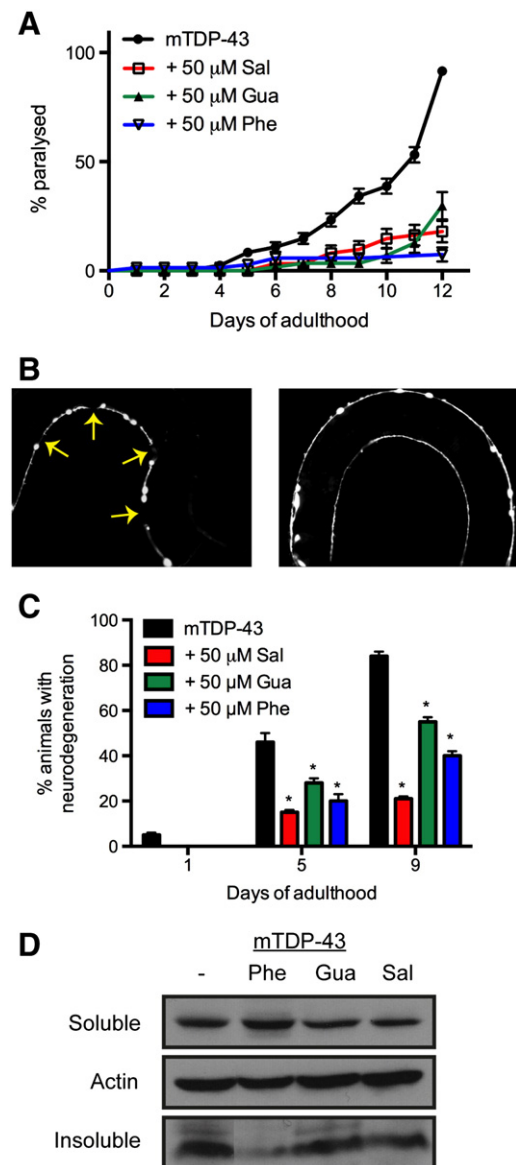 A
mTDP-43
+ 50 μM Sal
+ 50 μM Gua
+ 50 μM Phe
100
50
0
% paralysed
0 2 4 6 8 10 12
Days of adulthood
B
C
mTDP-43
+ 50 μM Sal
+ 50 μM Gua
+ 50 μM Phe
100
80
60
40
20
0
% animals with
neurodegeneration
* * *
* * *
1 5 9
Days of adulthood
D
mTDP-43
- Phe Gua Sal
Soluble
Actin
Insoluble